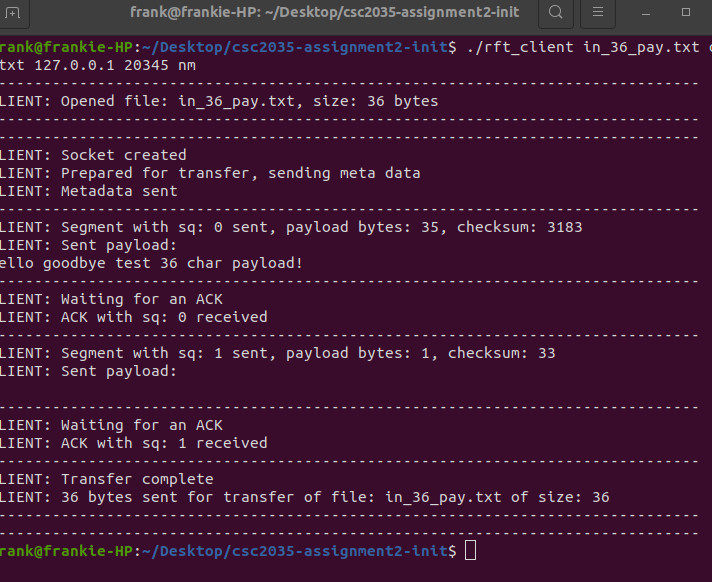 frank@frankie-HP: ~/Desktop/csc2035-assignment2-init
rank@frankie-HP:~/Desktop/csc2035-assignment2-init$ ./rft_client in_36_pay.txt o
txt 127.0.0.1 20345 nm
--------------------------------------------------------------------------------
LIENT: Opened file: in_36_pay.txt, size: 36 bytes
--------------------------------------------------------------------------------
--------------------------------------------------------------------------------
LIENT: Socket created
LIENT: Prepared for transfer, sending meta data
LIENT: Metadata sent
--------------------------------------------------------------------------------
LIENT: Segment with sq: 0 sent, payload bytes: 35, checksum: 3183
LIENT: Sent payload:
ello goodbye test 36 char payload!
--------------------------------------------------------------------------------
LIENT: Waiting for an ACK
LIENT: ACK with sq: 0 received
--------------------------------------------------------------------------------
LIENT: Segment with sq: 1 sent, payload bytes: 1, checksum: 33
LIENT: Sent payload:
--------------------------------------------------------------------------------
LIENT: Waiting for an ACK
LIENT: ACK with sq: 1 received
--------------------------------------------------------------------------------
LIENT: Transfer complete
LIENT: 36 bytes sent for transfer of file: in_36_pay.txt of size: 36
--------------------------------------------------------------------------------
--------------------------------------------------------------------------------
rank@frankie-HP:~/Desktop/csc2035-assignment2-init$